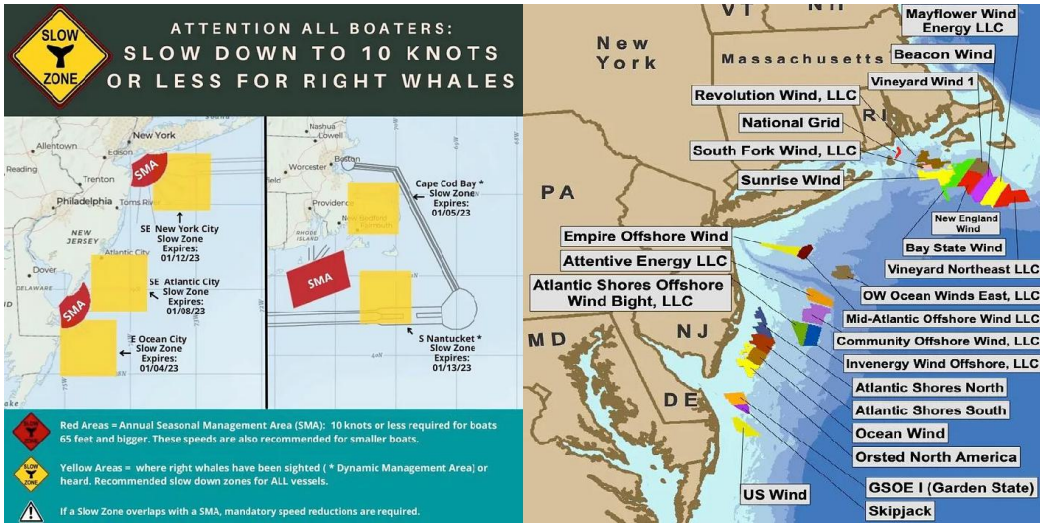 SLOW
ZONE
ATTENTION ALL BOATERS:
SLOW DOWN TO 10 KNOTS
OR LESS FOR RIGHT WHALES
New York
Allentown
Edison
Reading
Trenton
SMA
Philadelphia
Toms River
NEW
JERSEY
SE New York City
Slow Zone
Expires:
01/12/23
Atlantic City
Dover
DELAWARE
SE Atlantic City
Slow Zone
Expires:
01/08/23
SMA
E Ocean City
Slow Zone
Expires:
01/04/23
Nashua
Lowell
Worcester
Boston
Cape Cod Bay *
Slow Zone
Expires:
01/05/23
Providence
New Bedford
RHODE
ISLAND
SMA
S Nantucket *
Slow Zone
Expires:
01/13/23
Red Areas = Annual Seasonal Management Area (SMA): 10 knots or less required for boats
65 feet and bigger. These speeds are also recommended for smaller boats.
SLOW
ZONE
Yellow Areas = where right whales have been sighted ( * Dynamic Management Area) or
heard. Recommended slow down zones for ALL vessels.
If a Slow Zone overlaps with a SMA, mandatory speed reductions are required.
VT
NH
New
York
Massachusetts
RI
PA
NJ
MD
DE
Mayflower Wind
Energy LLC
Beacon Wind
Vineyard Wind 1
Revolution Wind, LLC
National Grid
South Fork Wind, LLC
Sunrise Wind
New England
Wind
Bay State Wind
Vineyard Northeast LLC
Empire Offshore Wind
Attentive Energy LLC
Atlantic Shores Offshore
Wind Bight, LLC
OW Ocean Winds East, LLC
Mid-Atlantic Offshore Wind LLC
Community Offshore Wind, LLC
Invenergy Wind Offshore, LLC
Atlantic Shores North
Atlantic Shores South
Ocean Wind
Orsted North America
GSOE I (Garden State)
Skipjack
US Wind